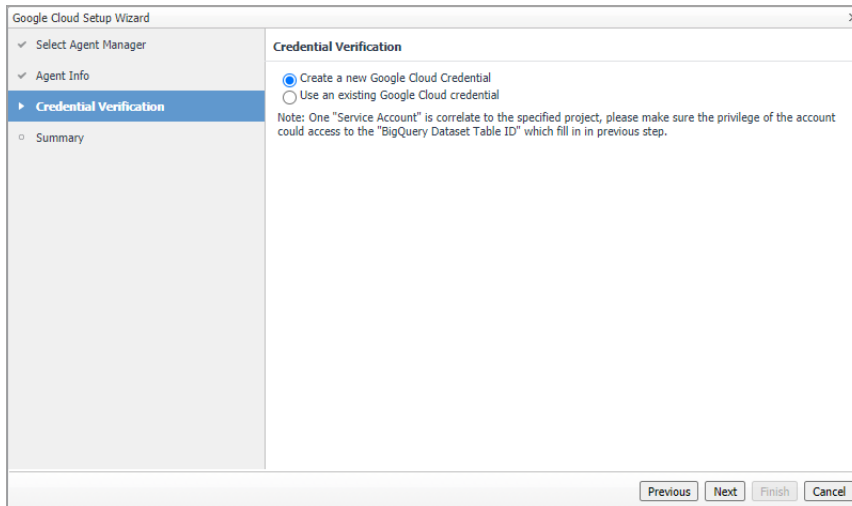 Google Cloud Setup Wizard
Select Agent Manager
Agent Info
Credential Verification
Summary
Credential Verification
Create a new Google Cloud Credential
Use an existing Google Cloud credential
Note: One "Service Account" is correlate to the specified project, please make sure the privilege of the account
could access to the "BigQuery Dataset Table ID" which fill in in previous step.
Previous Next Finish Cancel